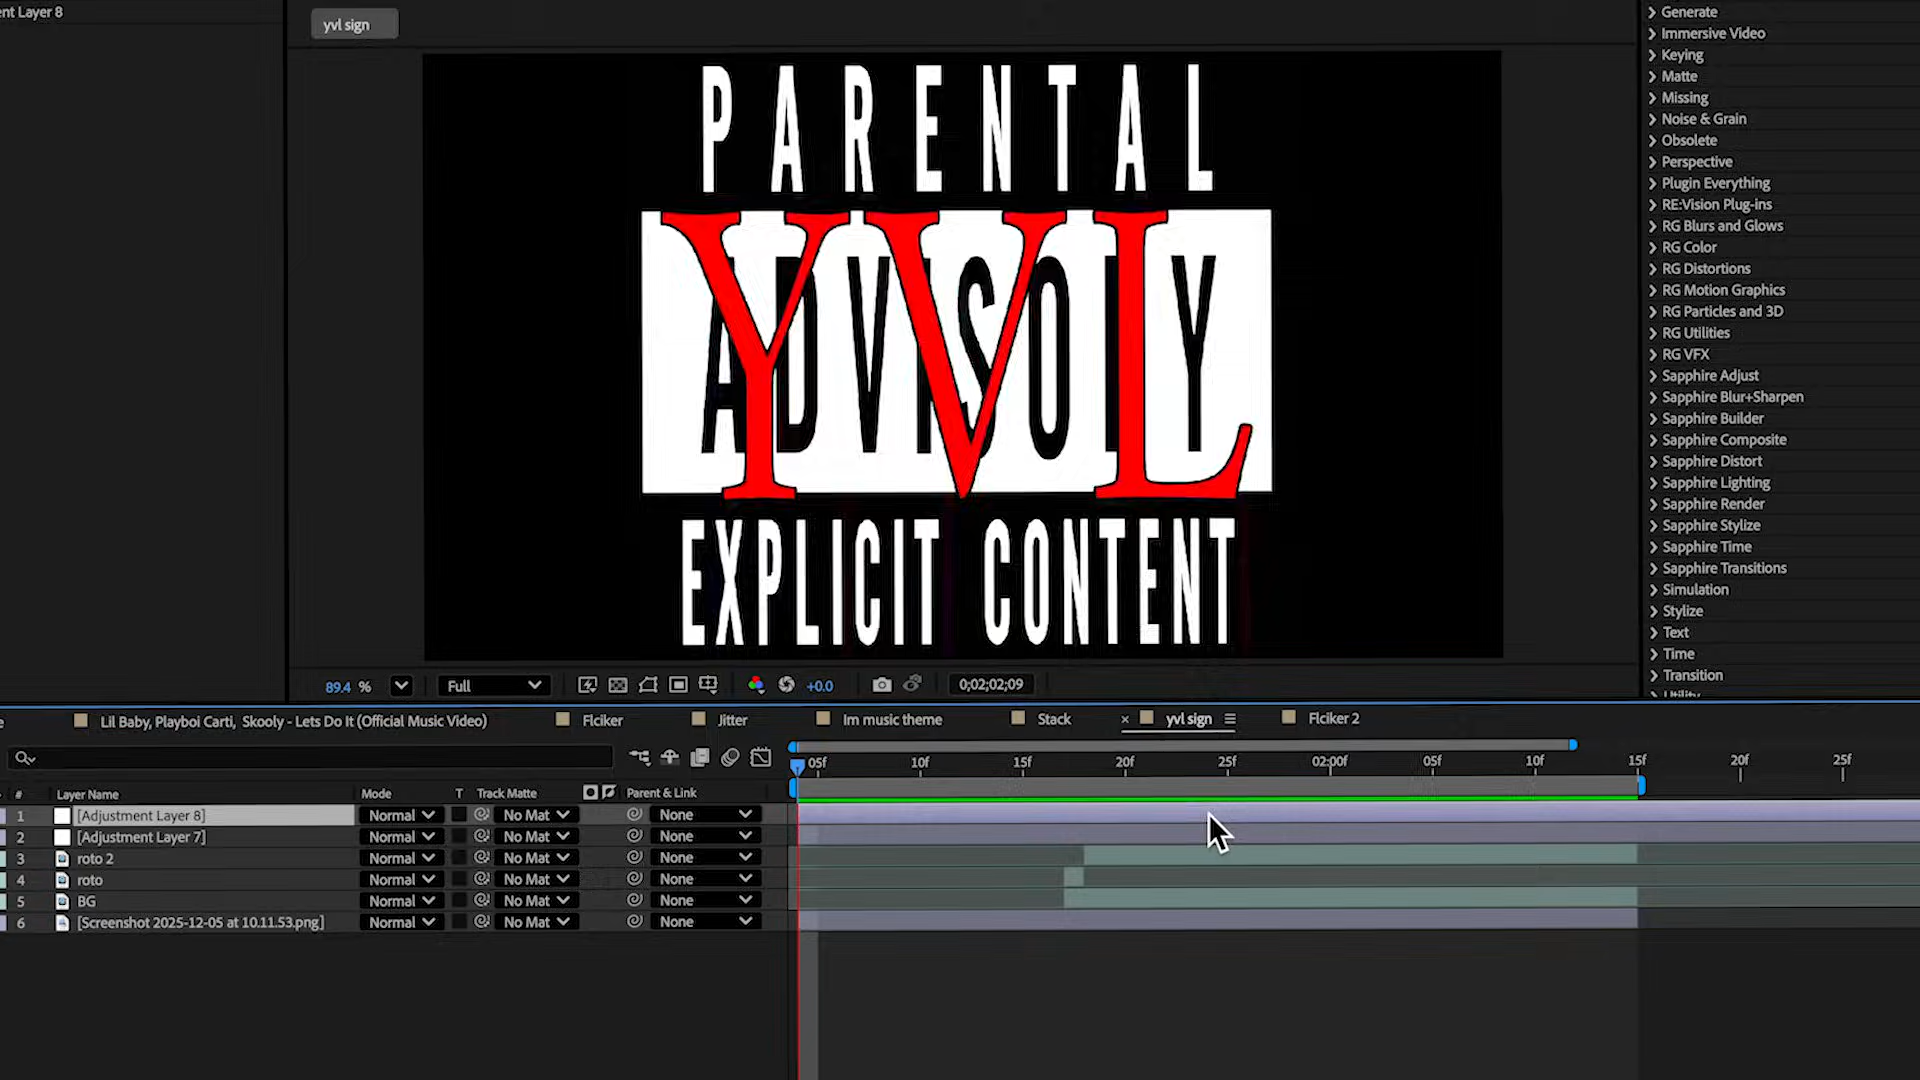 nt Layer 8
yvl sign
PARENTAL
ADVISOY
YVL
EXPLICIT CONTENT
Generate
Immersive Video
Keying
Matte
Missing
Noise & Grain
Obsolete
Perspective
Plugin Everything
RE:Vision Plug-ins
RG Blurs and Glows
RG Color
RG Distortions
RG Motion Graphics
RG Particles and 3D
RG Utilities
RG VFX
Sapphire Adjust
Sapphire Blur+Sharpen
Sapphire Builder
Sapphire Composite
Sapphire Distort
Sapphire Lighting
Sapphire Render
Sapphire Stylize
Sapphire Time
Sapphire Transitions
Simulation
Stylize
Text
Time
Transition
89.4 % Full +0.0 0;02;02;09
Lil Baby, Playboi Carti, Skooly - Lets Do It (Official Music Video) Flciker Jitter Im music theme Stack × yvl sign Flciker 2
05f 10f 15f 20f 25f 02:00f 05f 10f 15f 20f 25f
# Layer Name Mode T Track Matte Parent & Link
1 [Adjustment Layer 8] Normal No Mat None
2 [Adjustment Layer 7] Normal No Mat None
3 roto 2 Normal No Mat None
4 roto Normal No Mat None
5 BG Normal No Mat None
6 [Screenshot 2025-12-05 at 10.11.53.png] Normal No Mat None